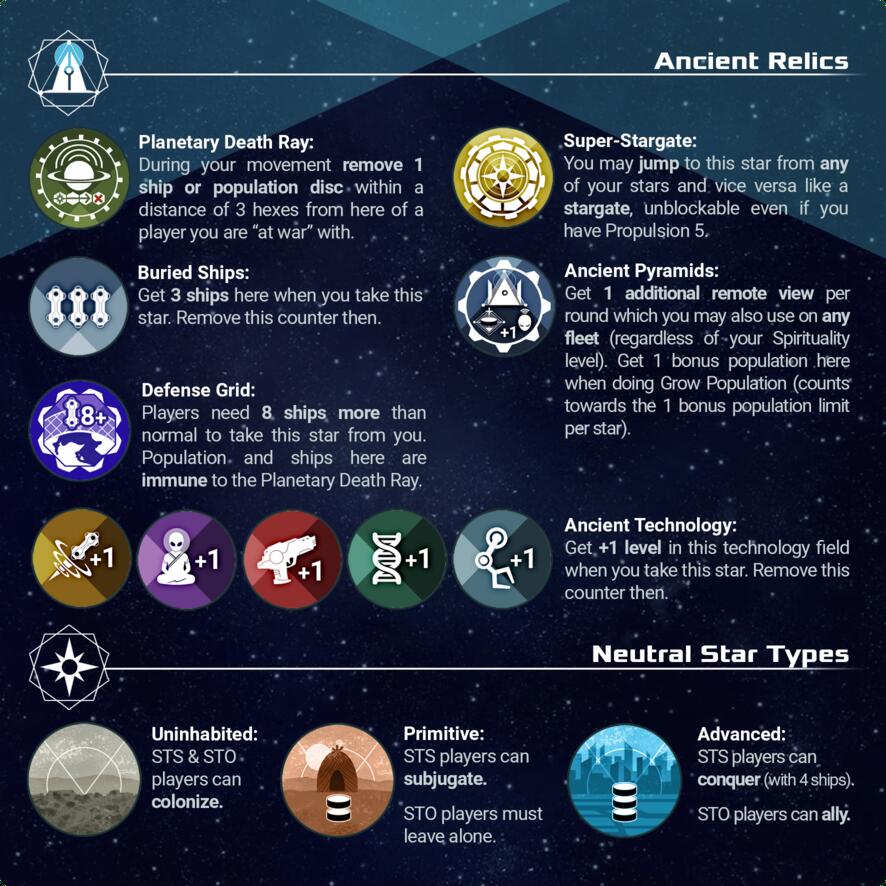 Ancient Relics
Planetary Death Ray:
During your movement remove 1
ship or population disc within a
distance of 3 hexes from here of a
player you are “at war” with.
Super-Stargate:
You may jump to this star from any
of your stars and vice versa like a
stargate, unblockable even if you
have Propulsion 5.
Buried Ships:
Get 3 ships here when you take this
star. Remove this counter then.
+1
Ancient Pyramids:
Get 1 additional remote view per
round which you may also use on any
fleet (regardless of your Spirituality
level). Get 1 bonus population here
when doing Grow Population (counts
towards the 1 bonus population limit
per star).
8+
Defense Grid:
Players need 8 ships more than
normal to take this star from you.
Population and ships here are
immune to the Planetary Death Ray.
+1
+1
+1
+1
+1
Ancient Technology:
Get +1 level in this technology field
when you take this star. Remove this
counter then.
Neutral Star Types
Uninhabited:
STS & STO
players can
colonize.
Primitive:
STS players can
subjugate.
STO players must
leave alone.
Advanced:
STS players can
conquer (with 4 ships).
STO players can ally.